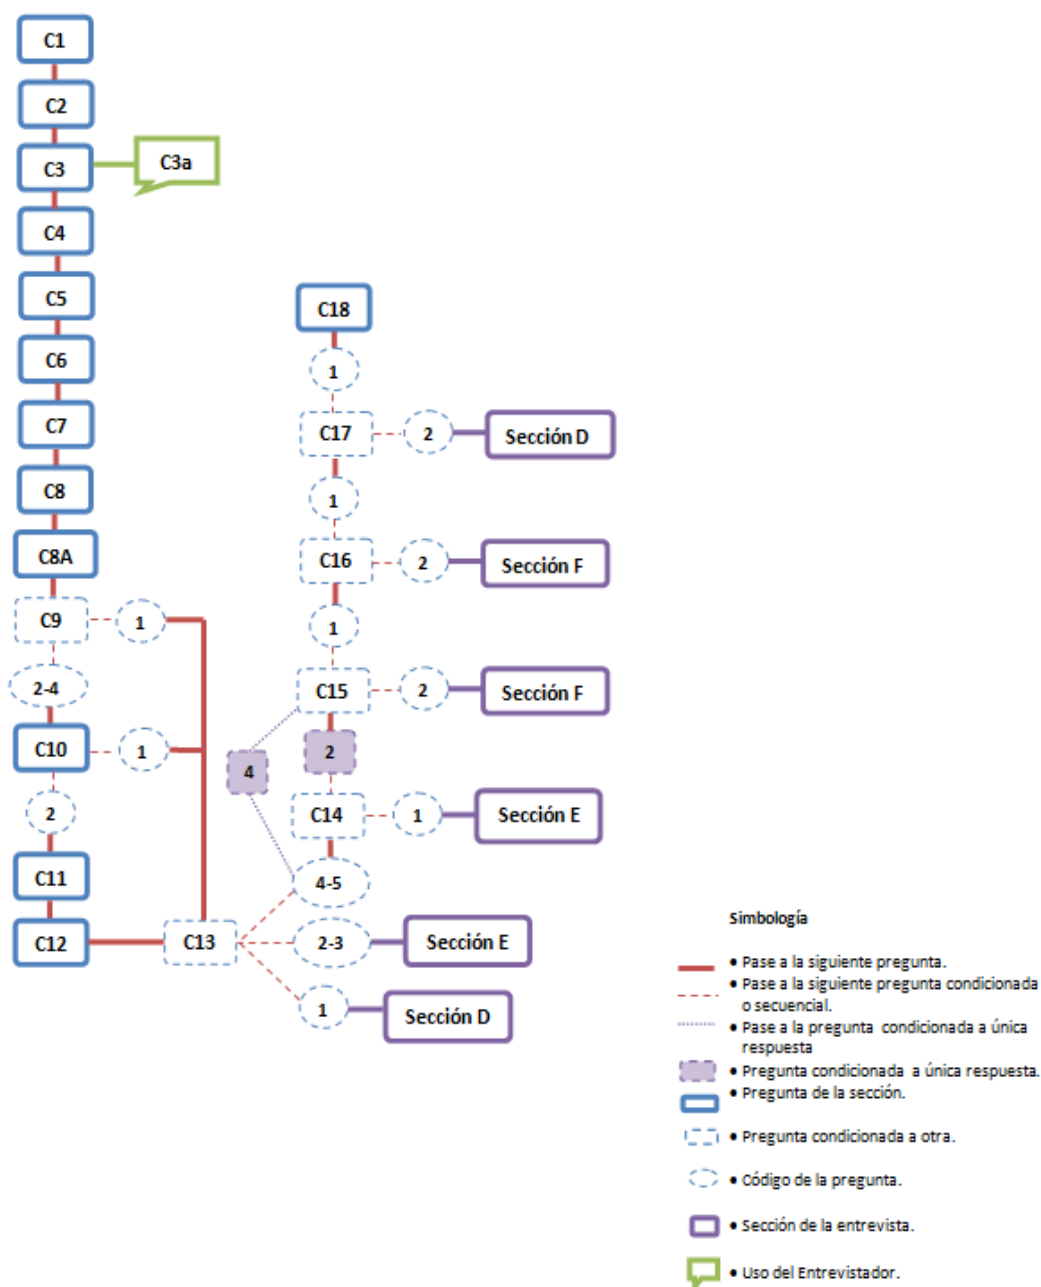 C1
C2
C3
C3a
C4
C5
C6
C7
C8
C8A
C9
1
2-4
C10
1
2
C11
C12
C13
C18
1
C17
2
Sección D
1
C16
2
Sección F
1
C15
2
Sección F
4
2
C14
1
Sección E
4-5
2-3
Sección E
1
Sección D
Simbología
• Pase a la siguiente pregunta.
• Pase a la siguiente pregunta condicionada
o secuencial.
• Pase a la pregunta condicionada a única
respuesta
• Pregunta condicionada a única respuesta.
• Pregunta de la sección.
• Pregunta condicionada a otra.
• Código de la pregunta.
• Sección de la entrevista.
• Uso del Entrevistador.